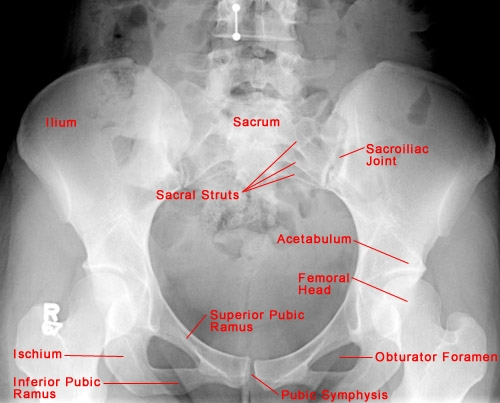 Ilium
Sacrum
Sacroiliac
Joint
Sacral Struts
Acetabulum
Femoral
Head
R
Superior Pubic
Ramus
Ischium
Obturator Foramen
Inferior Pubic
Ramus
Pubic Symphysis